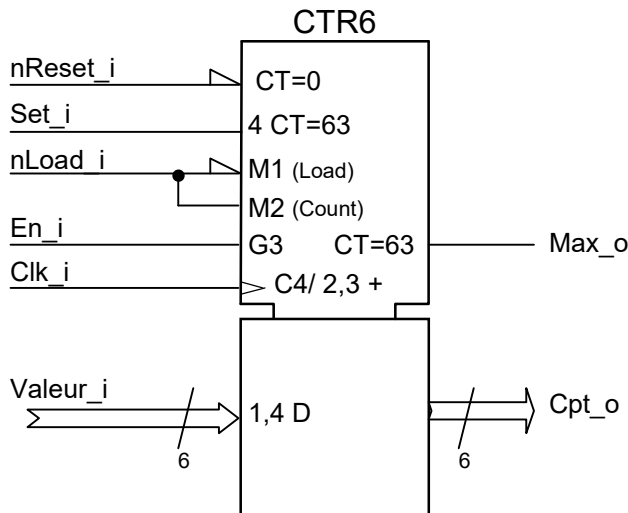 CTR6
nReset_i
CT=0
Set_i
4 CT=63
nLoad_i
M1 (Load)
M2 (Count)
En_i
G3
CT=63
Max_o
Clk_i
C4/ 2,3 +
Valeur_i
6
1,4 D
6
Cpt_o